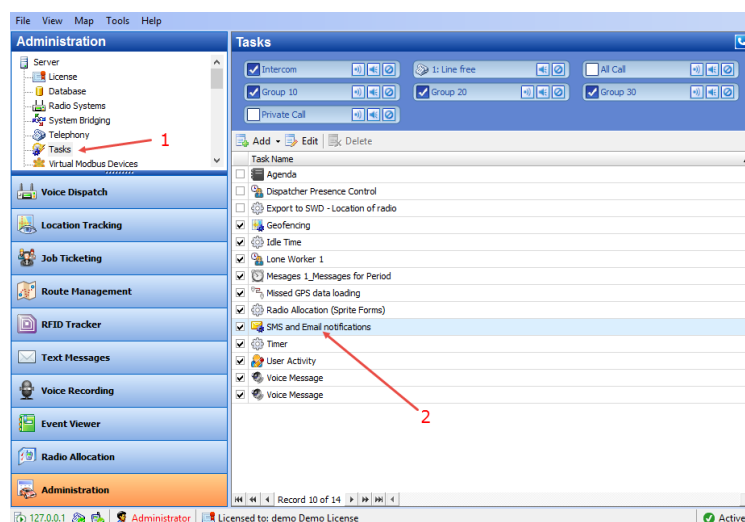 File View Map Tools Help
Administration
Server
License
Database
Radio Systems
System Bridging
Telephony
Tasks
Virtual Modbus Devices
1
Voice Dispatch
Location Tracking
Job Ticketing
Route Management
RFID Tracker
Text Messages
Voice Recording
Event Viewer
Radio Allocation
Administration
Tasks
Intercom
1: Line free
All Call
Group 10
Group 20
Group 30
Private Call
Add Edit Delete
Task Name
Agenda
Dispatcher Presence Control
Export to SWD - Location of radio
Geofencing
Idle Time
Lone Worker 1
Mesages 1_Messages for Period
Missed GPS data loading
Radio Allocation (Sprite Forms)
SMS and Email notifications
Timer
User Activity
Voice Message
Voice Message
2
Record 10 of 14
127.0.0.1 Administrator Licensed to: demo Demo License Active